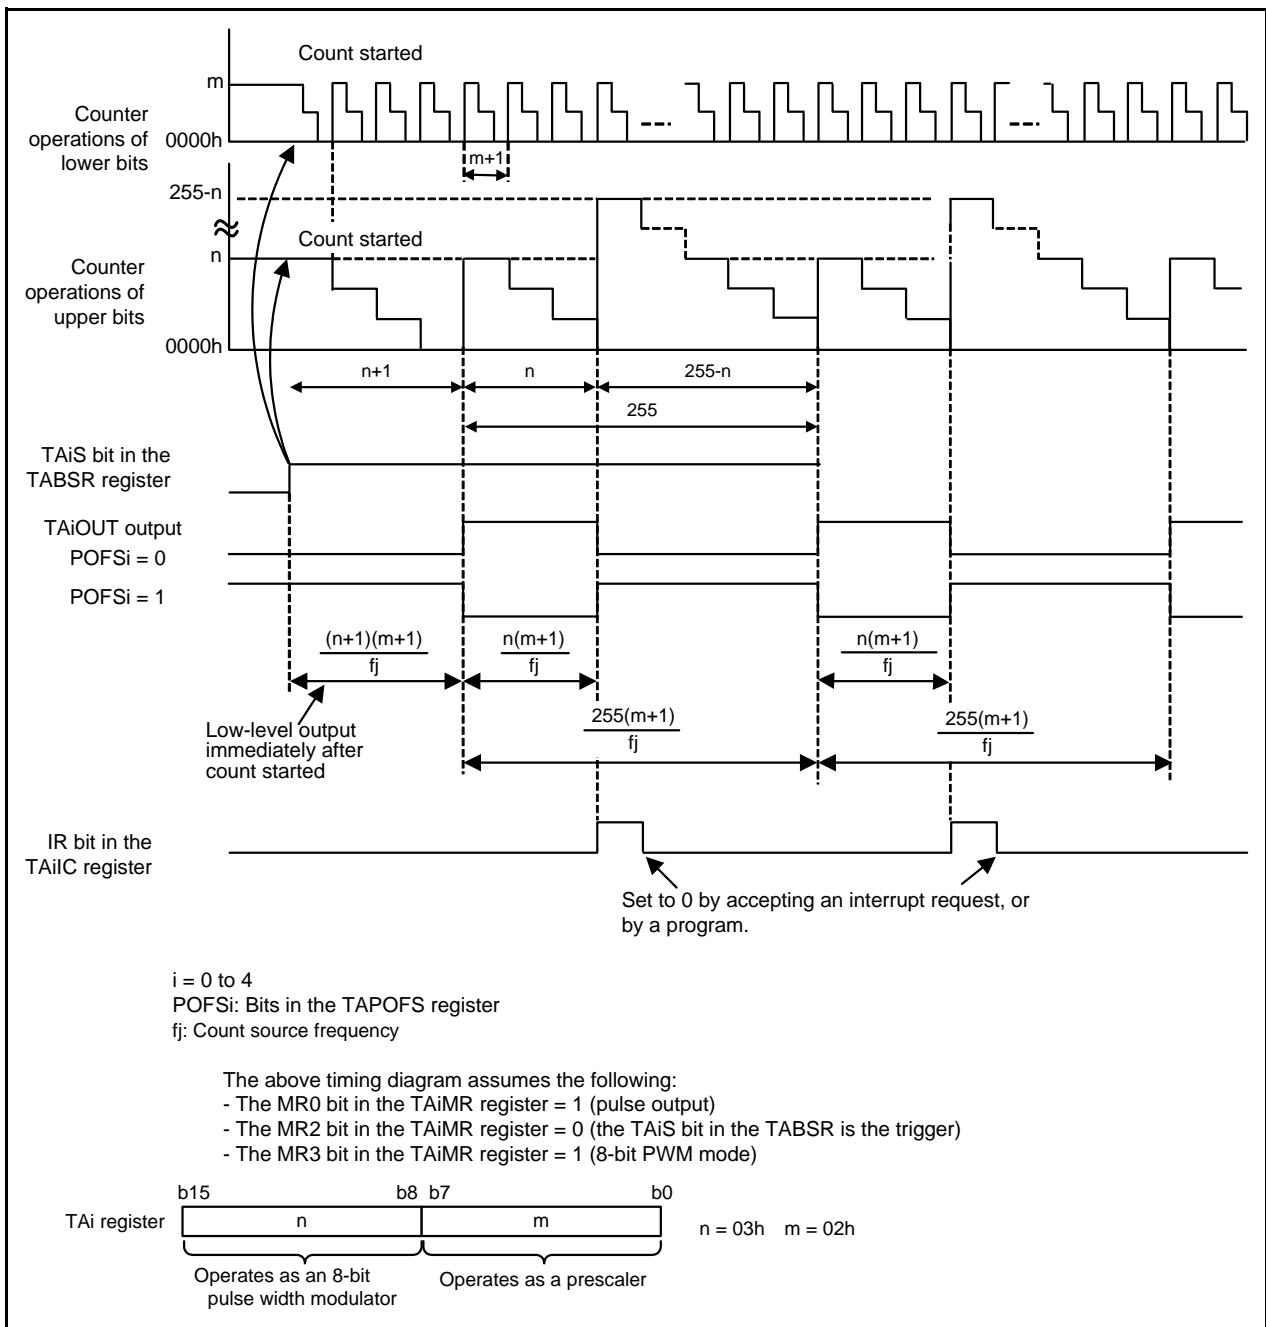 Count started
m
Counter
operations of
lower bits
0000h
m+1
255-n
Count started
n
Counter
operations of
upper bits
0000h
n+1
n
255-n
255
TAiS bit in the
TABSR register
TAiOUT output
POFSi = 0
POFSi = 1
(n+1)(m+1)
fj
n(m+1)
fj
n(m+1)
fj
Low-level output
immediately after
count started
255(m+1)
fj
255(m+1)
fj
IR bit in the
TAiIC register
Set to 0 by accepting an interrupt request, or
by a program.
i = 0 to 4
POFSi: Bits in the TAPOFS register
fj: Count source frequency
The above timing diagram assumes the following:
- The MR0 bit in the TAiMR register = 1 (pulse output)
- The MR2 bit in the TAiMR register = 0 (the TAiS bit in the TABSR is the trigger)
- The MR3 bit in the TAiMR register = 1 (8-bit PWM mode)
b15 b8 b7 b0
TAi register n m n = 03h m = 02h
Operates as an 8-bit
pulse width modulator
Operates as a prescaler